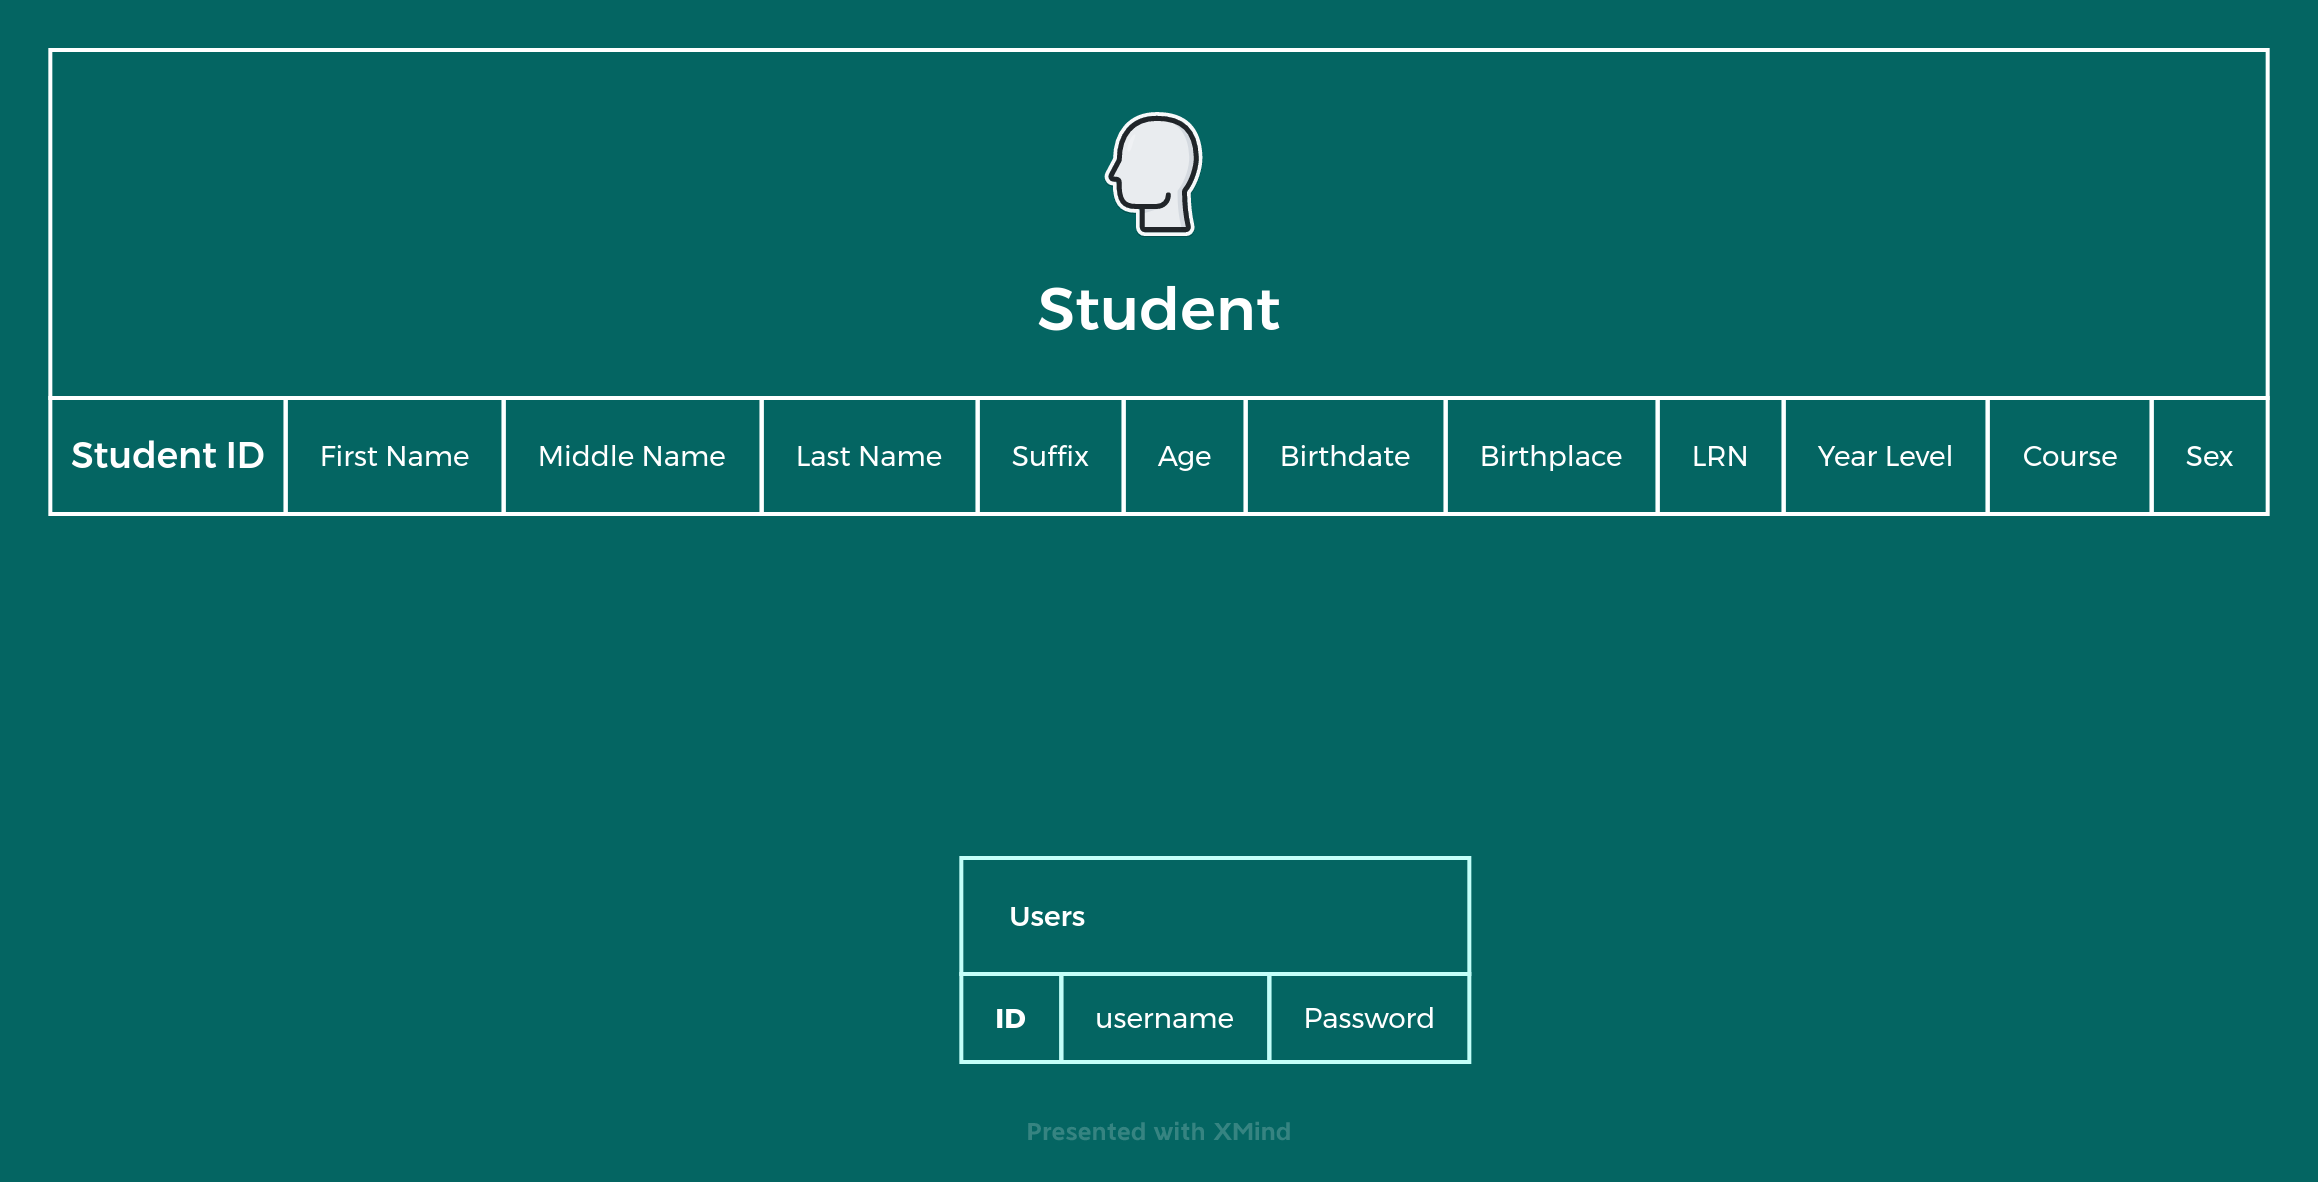 Student
Student ID First Name Middle Name Last Name Suffix Age Birthdate Birthplace LRN Year Level Course Sex
Users
ID username Password
Presented with XMind